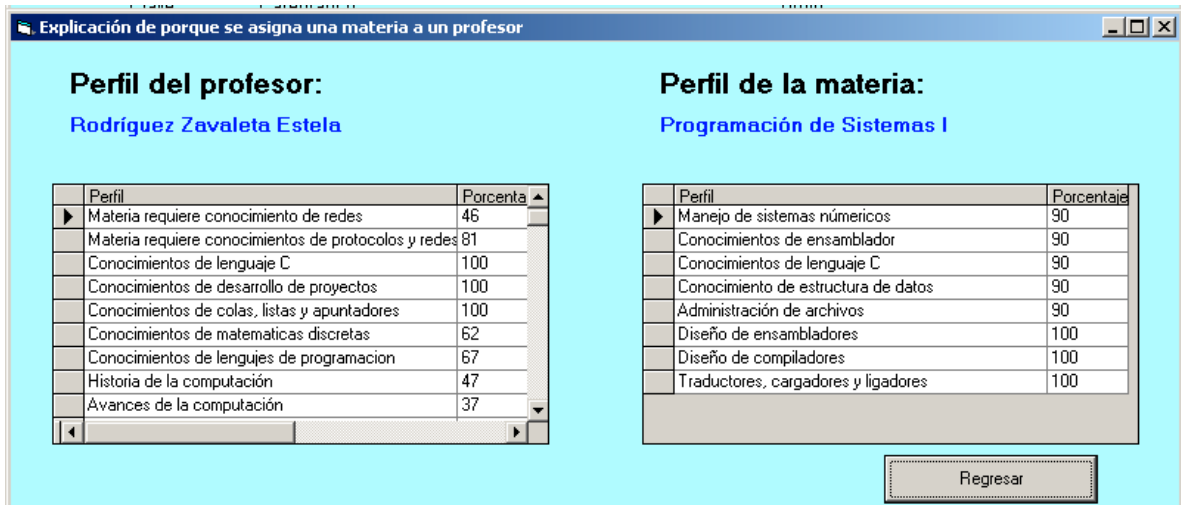 Explicación de porque se asigna una materia a un profesor
Perfil del profesor:
Rodríguez Zavaleta Estela
Perfil Porcenta
Materia requiere conocimiento de redes 46
Materia requiere conocimientos de protocolos y redes 81
Conocimientos de lenguaje C 100
Conocimientos de desarrollo de proyectos 100
Conocimientos de colas, listas y apuntadores 100
Conocimientos de matematicas discretas 62
Conocimientos de lengujes de programacion 67
Historia de la computación 47
Avances de la computación 37
Perfil de la materia:
Programación de Sistemas I
Perfil Porcentaje
Manejo de sistemas númericos 90
Conocimientos de ensamblador 90
Conocimientos de lenguaje C 90
Conocimiento de estructura de datos 90
Administración de archivos 90
Diseño de ensambladores 100
Diseño de compiladores 100
Traductores, cargadores y ligadores 100
Regresar